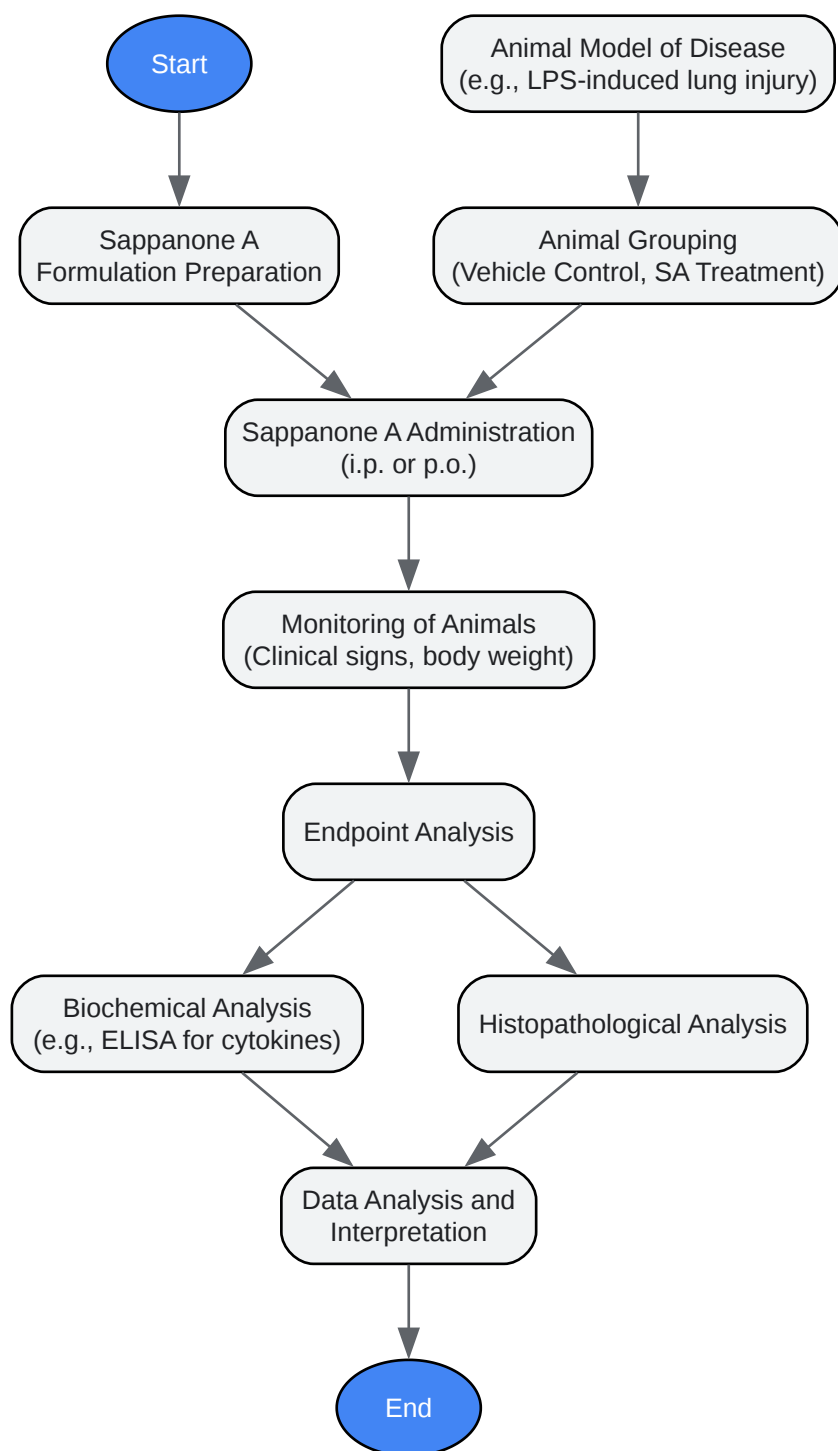 Start
Animal Model of Disease
(e.g., LPS-induced lung injury)
Sappanone A
Formulation Preparation
Animal Grouping
(Vehicle Control, SA Treatment)
Sappanone A Administration
(i.p. or p.o.)
Monitoring of Animals
(Clinical signs, body weight)
Endpoint Analysis
Biochemical Analysis
(e.g., ELISA for cytokines)
Histopathological Analysis
Data Analysis and
Interpretation
End